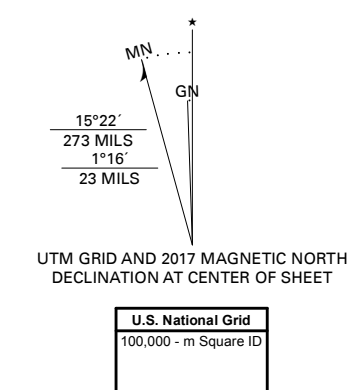 ★
MN
GN
15°22´
273 MILS
1°16´
23 MILS
UTM GRID AND 2017 MAGNETIC NORTH
DECLINATION AT CENTER OF SHEET
U.S. National Grid
100,000 - m Square ID